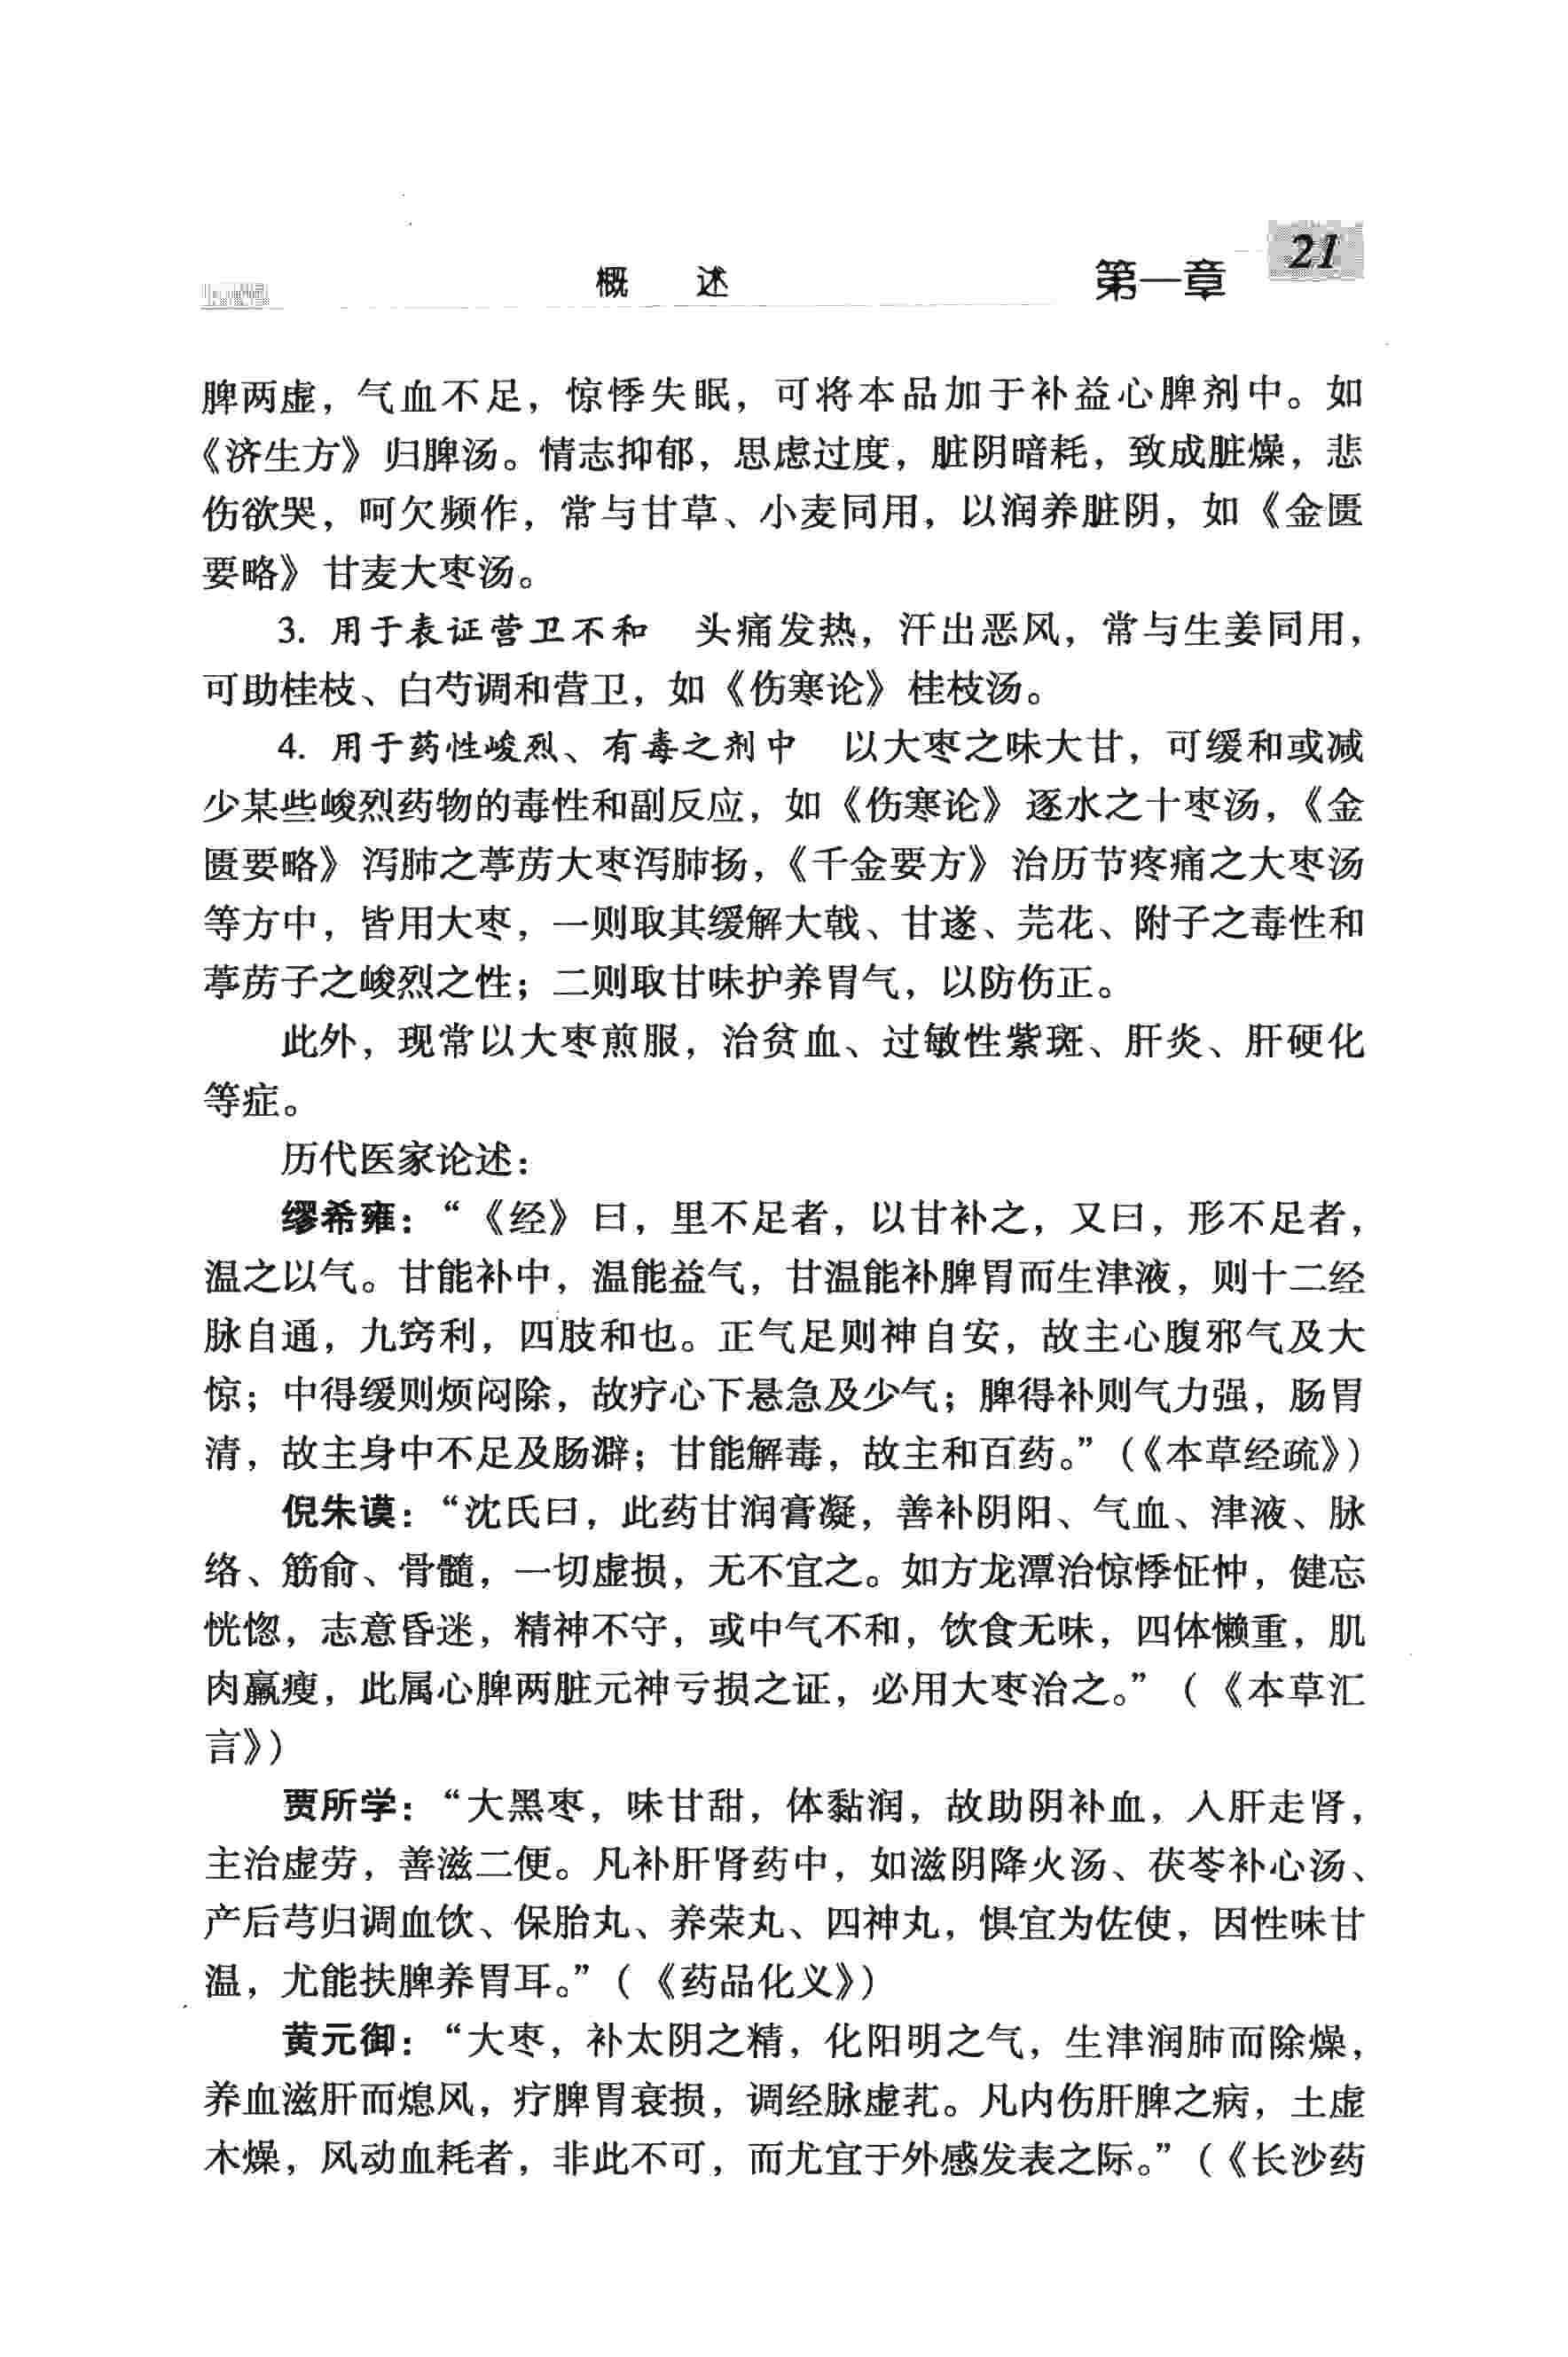 概　述　第一章　21
脾两虚，气血不足，惊悸失眠，可将本品加于补益心脾剂中。如
《济生方》归脾汤。情志抑郁，思虑过度，脏阴暗耗，致成脏燥，悲
伤欲哭，呵欠频作，常与甘草、小麦同用，以润养脏阴，如《金匮
要略》甘麦大枣汤。
3. 用于表证营卫不和　头痛发热，汗出恶风，常与生姜同用，
可助桂枝、白芍调和营卫，如《伤寒论》桂枝汤。
4. 用于药性峻烈、有毒之剂中　以大枣之味大甘，可缓和或减
少某些峻烈药物的毒性和副反应，如《伤寒论》逐水之十枣汤，《金
匮要略》泻肺之葶苈大枣泻肺扬，《千金要方》治历节疼痛之大枣汤
等方中，皆用大枣，一则取其缓解大戟、甘遂、芫花、附子之毒性和
葶苈子之峻烈之性；二则取甘味护养胃气，以防伤正。
此外，现常以大枣煎服，治贫血、过敏性紫斑、肝炎、肝硬化
等症。
历代医家论述：
缪希雍：“《经》曰，里不足者，以甘补之，又曰，形不足者，
温之以气。甘能补中，温能益气，甘温能补脾胃而生津液，则十二经
脉自通，九窍利，四肢和也。正气足则神自安，故主心腹邪气及大
惊；中得缓则烦闷除，故疗心下悬急及少气；脾得补则气力强，肠胃
清，故主身中不足及肠澼；甘能解毒，故主和百药。”（《本草经疏》）
倪朱谟：“沈氏曰，此药甘润膏凝，善补阴阳、气血、津液、脉
络、筋俞、骨髓，一切虚损，无不宜之。如方龙潭治惊悸怔忡，健忘
恍惚，志意昏迷，精神不守，或中气不和，饮食无味，四体懒重，肌
肉羸瘦，此属心脾两脏元神亏损之证，必用大枣治之。”（《本草汇
言》）
贾所学：“大黑枣，味甘甜，体黏润，故助阴补血，入肝走肾，
主治虚劳，善滋二便。凡补肝肾药中，如滋阴降火汤、茯苓补心汤、
产后芎归调血饮、保胎丸、养荣丸、四神丸，惧宜为佐使，因性味甘
温，尤能扶脾养胃耳。”（《药品化义》）
黄元御：“大枣，补太阴之精，化阳明之气，生津润肺而除燥，
养血滋肝而熄风，疗脾胃衰损，调经脉虚芤。凡内伤肝脾之病，土虚
木燥，风动血耗者，非此不可，而尤宜于外感发表之际。”（《长沙药